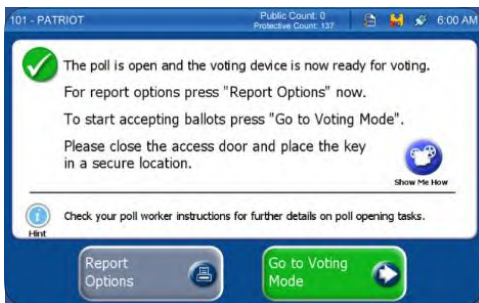 101 - PATRIOT
Public Count: 0
Protective Count: 137
6:00 AM
The poll is open and the voting device is now ready for voting.
For report options press "Report Options" now.
To start accepting ballots press "Go to Voting Mode".
Please close the access door and place the key
in a secure location.
Show Me How
Check your poll worker instructions for further details on poll opening tasks.
Hint
Report
Options
Go to Voting
Mode